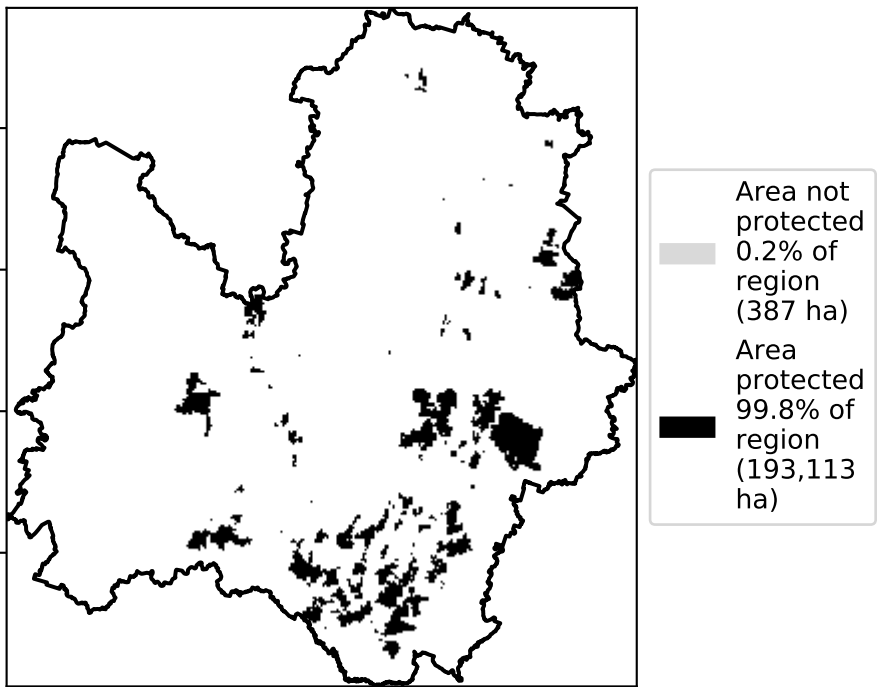 Area not
protected
0.2% of
region
(387 ha)
Area
protected
99.8% of
region
(193,113
ha)